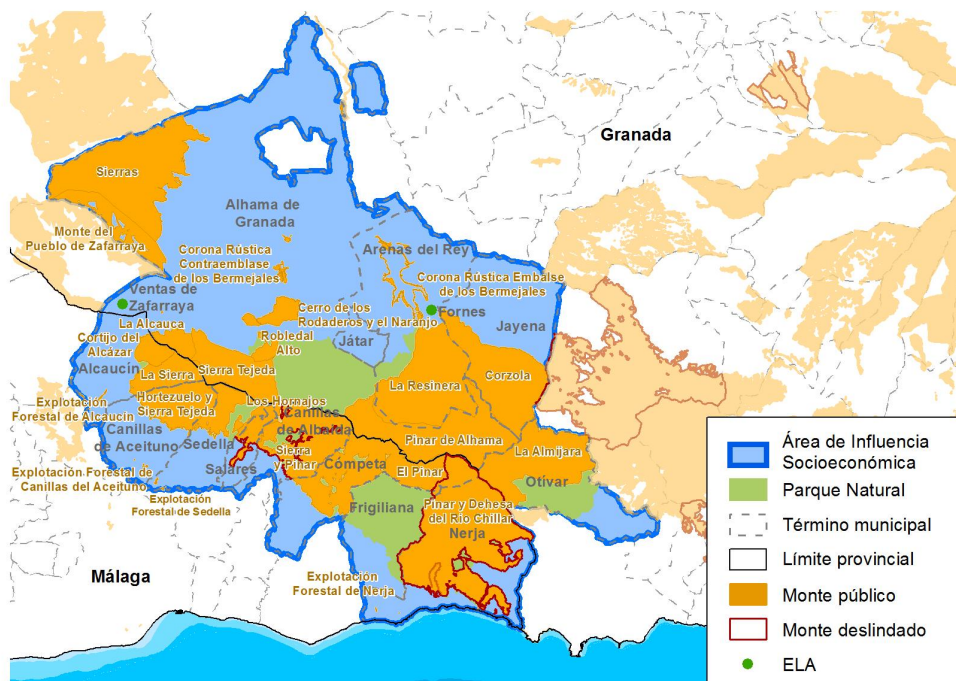 Granada
Sierras
Alhama de
Granada
Monte del
Pueblo de Zafarraya
Arenas del Rey
Corona Rústica
Contraemblase
de los Bermejales
Corona Rústica Embalse
de los Bermejales
Ventas de
Zafarraya
Cerro de los
Rodaderos y el Naranjo
Fornes
Jayena
La Alcauca
Cortijo del
Alcázar
Robledal
Alto
Játar
Alcaucín
La Sierra
Sierra Tejeda
La Resinera
Corzola
Explotación
Forestal de Alcaucín
Hortezuelo y
Sierra Tejeda
Los Hornajos
Canillas
de Albaida
Canillas
de Aceituno
Sedella
Pinar de Alhama
La Almijara
Sierra
y Pinar
Cómpeta
El Pinar
Salares
Otívar
Explotación Forestal de
Canillas del Aceituno
Explotación
Forestal de Sedella
Frigiliana
Pinar y Dehesa
del Río Chillar
Nerja
Explotación
Forestal de Nerja
Málaga
Área de Influencia
Socioeconómica
Parque Natural
Término municipal
Límite provincial
Monte público
Monte deslindado
ELA